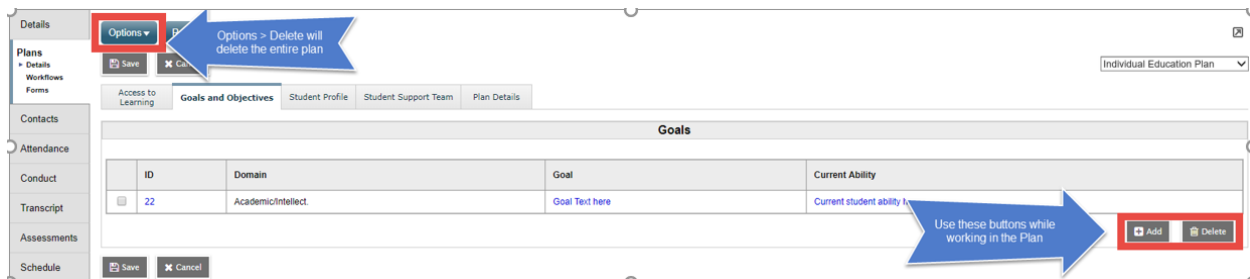 Details
Plans
Details
Workflows
Forms
Contacts
Attendance
Conduct
Transcript
Assessments
Schedule
Options
Options > Delete will
delete the entire plan
Save
Individual Education Plan
Access to
Learning
Goals and Objectives
Student Profile
Student Support Team
Plan Details
Goals
ID Domain Goal Current Ability
22 Academic/Intellect. Goal Text here Current student ability
Use these buttons while
working in the Plan
Add Delete
Save Cancel